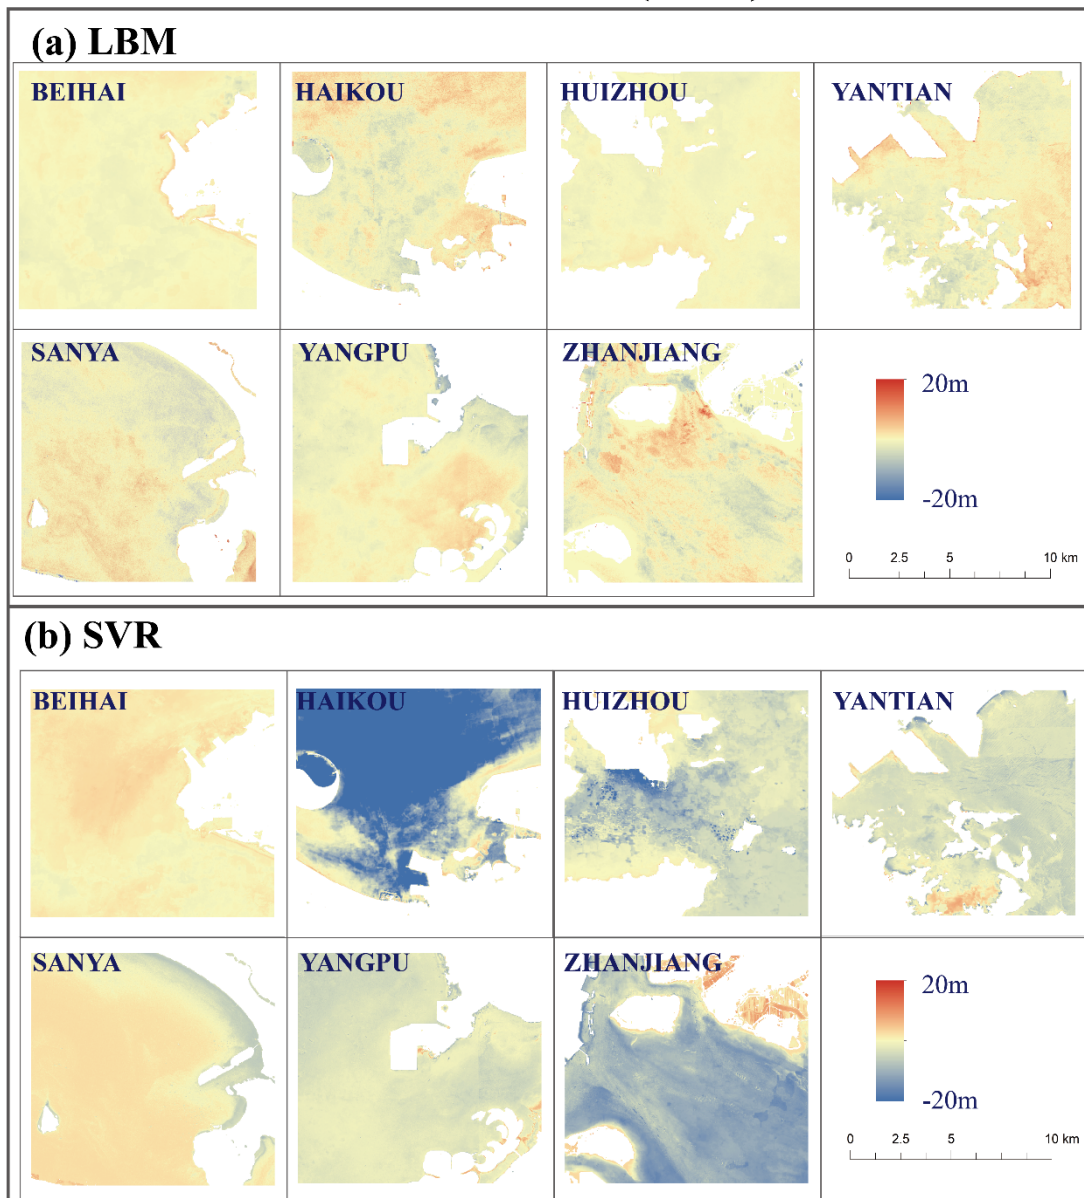 (a) LBM
BEIHAI
HAIKOU
HUIZHOU
YANTIAN
SANYA
YANGPU
ZHANJIANG
20m
-20m
0 2.5 5 10 km
(b) SVR
BEIHAI
HAIKOU
HUIZHOU
YANTIAN
SANYA
YANGPU
ZHANJIANG
20m
-20m
0 2.5 5 10 km